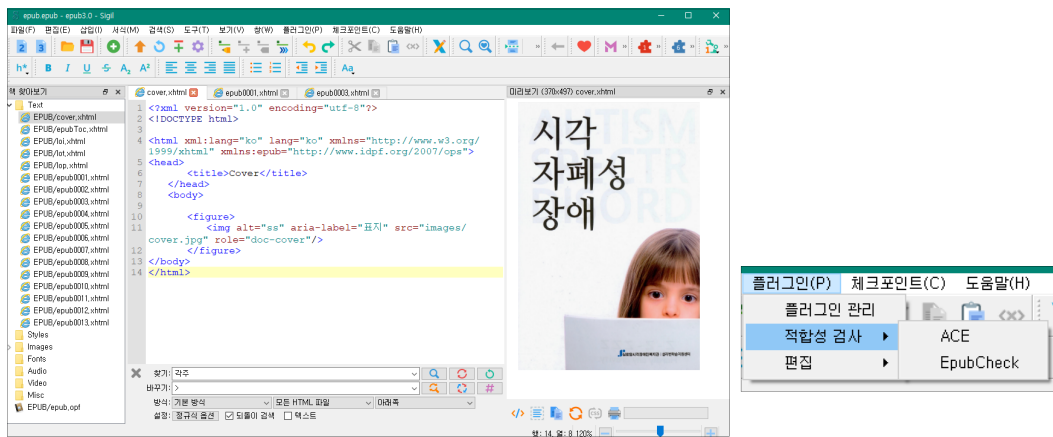 epub.epub - epub3.0 - Sigil
파일(F) 편집(E) 삽입(I) 서식(M) 검색(S) 도구(T) 보기(V) 창(W) 플러그인(P) 체크포인트(C) 도움말(H)
h* B I U S A₂ A² Aa
책 찾아보기
Text
EPUB/cover.xhtml
EPUB/epubToc.xhtml
EPUB/loi.xhtml
EPUB/lot.xhtml
EPUB/lop.xhtml
EPUB/epub0001.xhtml
EPUB/epub0002.xhtml
EPUB/epub0003.xhtml
EPUB/epub0004.xhtml
EPUB/epub0005.xhtml
EPUB/epub0006.xhtml
EPUB/epub0007.xhtml
EPUB/epub0008.xhtml
EPUB/epub0009.xhtml
EPUB/epub0010.xhtml
EPUB/epub0011.xhtml
EPUB/epub0012.xhtml
EPUB/epub0013.xhtml
Styles
Images
Fonts
Audio
Video
Misc
EPUB/epub.opf
cover.xhtml epub0001.xhtml epub0003.xhtml
1 <?xml version="1.0" encoding="utf-8"?>
2 <!DOCTYPE html>
3
4 <html xml:lang="ko" lang="ko" xmlns="http://www.w3.org/
1999/xhtml" xmlns:epub="http://www.idpf.org/2007/ops">
5 <head>
6 <title>Cover</title>
7 </head>
8 <body>
9
10 <figure>
11 <img alt="ss" aria-label="표지" src="images/
cover.jpg" role="doc-cover"/>
12 </figure>
13 </body>
14 </html>
찾기: 각주
바꾸기: >
방식: 기본 방식 모든 HTML 파일 아래쪽
설정: 정규식 옵션 되돌이 검색 텍스트
미리보기 (370x497) cover.xhtml
AUTISM
SPECTR
DISORD
시각
자폐성
장애
행: 14, 열: 8 120%
플러그인(P) 체크포인트(C) 도움말(H)
플러그인 관리
적합성 검사
편집
ACE
EpubCheck